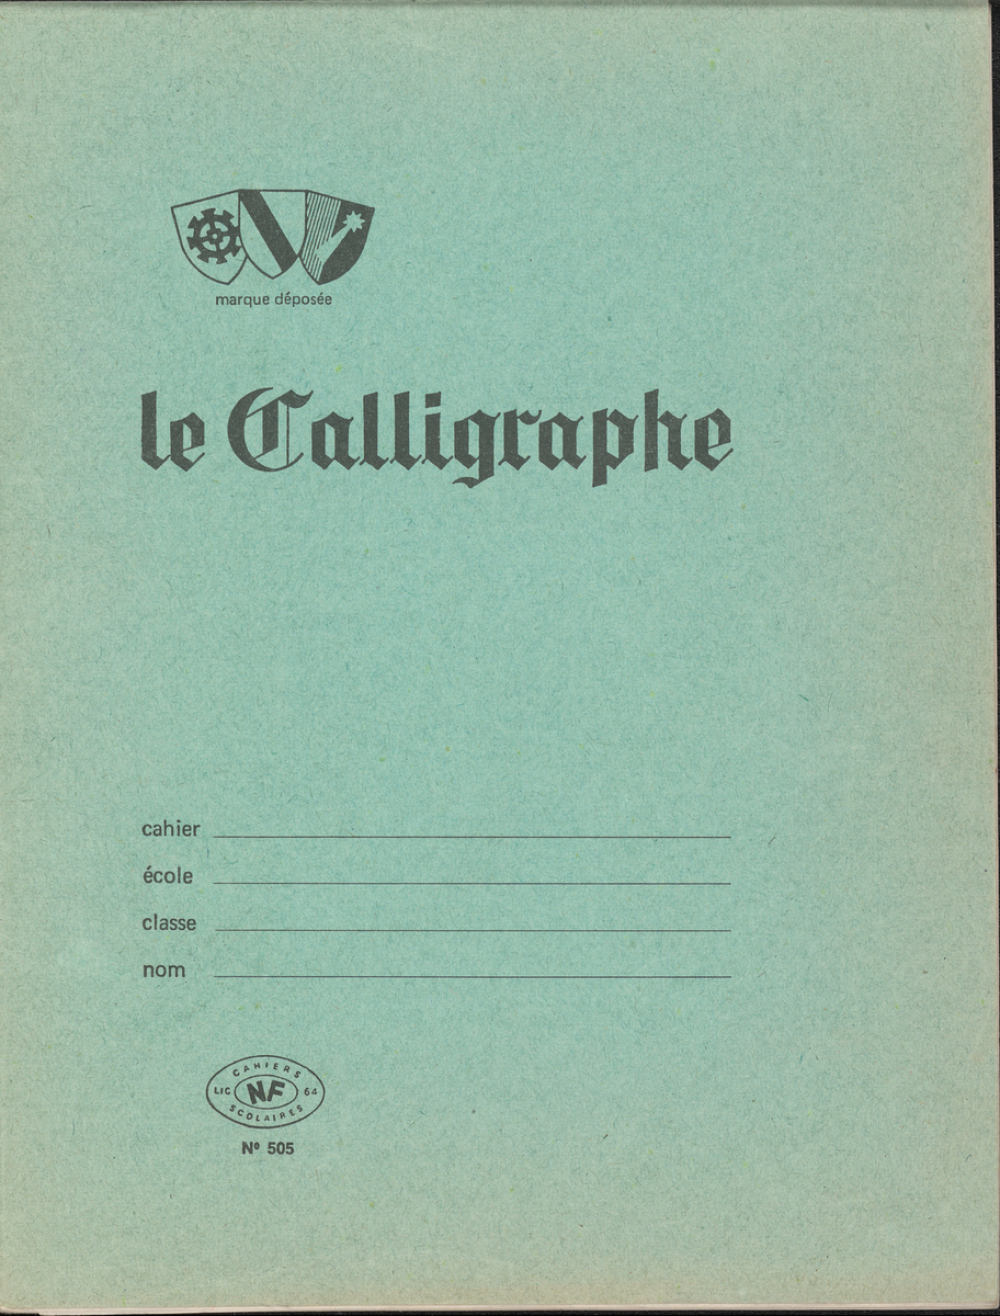 marque déposée
le Calligraphe
cahier
école
classe
nom
CAHIERS
LIC NF 64
SCOLAIRES
Nº 505